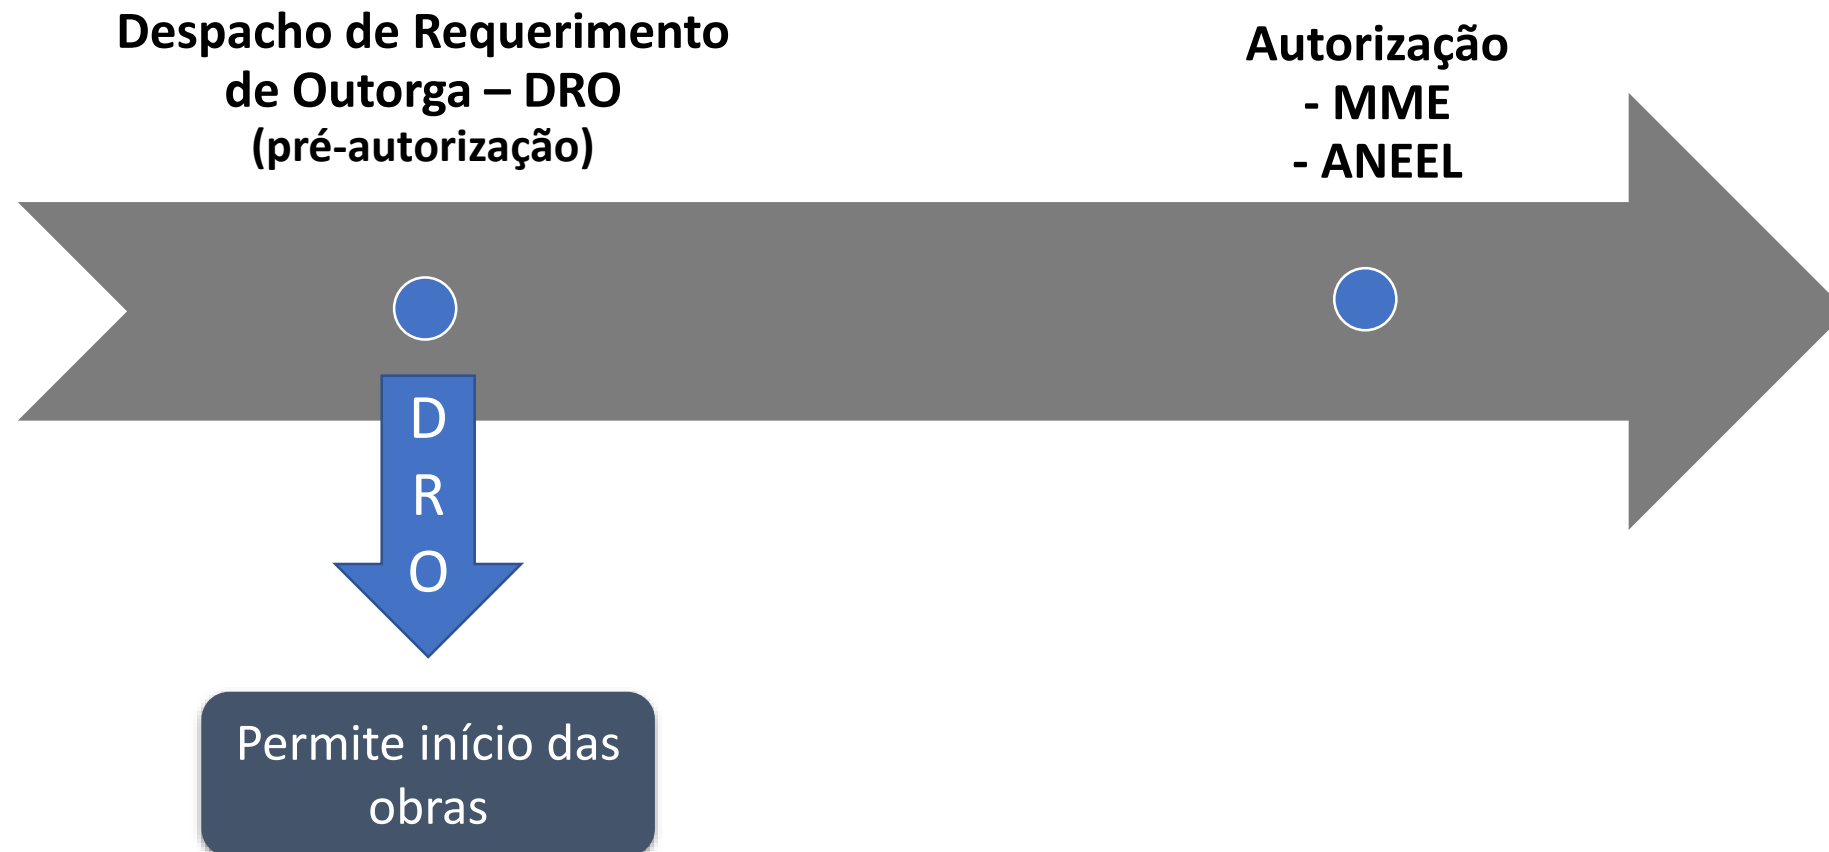 Despacho de Requerimento
de Outorga – DRO
(pré-autorização)
Autorização
- MME
- ANEEL
D
R
O
Permite início das
obras